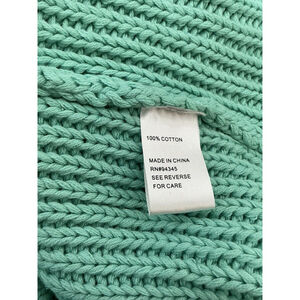 100% COTTON
MADE IN CHINA
RN#94345
SEE REVERSE
FOR CARE